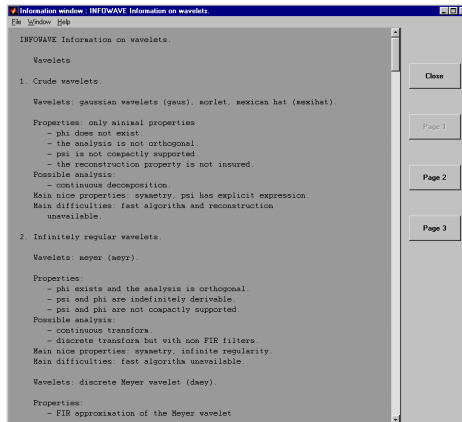 Information window : INFOWAVE Information on wavelets.
File Window Help
INFOWAVE Information on wavelets.
Wavelets
1. Crude wavelets.
Wavelets: gaussian wavelets (gaus), morlet, mexican hat (mexihat).
Properties: only minimal properties
- phi does not exist.
- the analysis is not orthogonal.
- psi is not compactly supported.
- the reconstruction property is not insured.
Possible analysis:
- continuous decomposition.
Main nice properties: symmetry, psi has explicit expression.
Main difficulties: fast algorithm and reconstruction
unavailable.
2. Infinitely regular wavelets.
Wavelets: meyer (meyr).
Properties:
- phi exists and the analysis is orthogonal.
- psi and phi are indefinitely derivable.
- psi and phi are not compactly supported.
Possible analysis:
- continuous transform.
- discrete transform but with non FIR filters.
Main nice properties: symmetry, infinite regularity.
Main difficulties: fast algorithm unavailable.
Wavelets: discrete Meyer wavelet (dmey).
Properties:
- FIR approximation of the Meyer wavelet
Close
Page 1
Page 2
Page 3